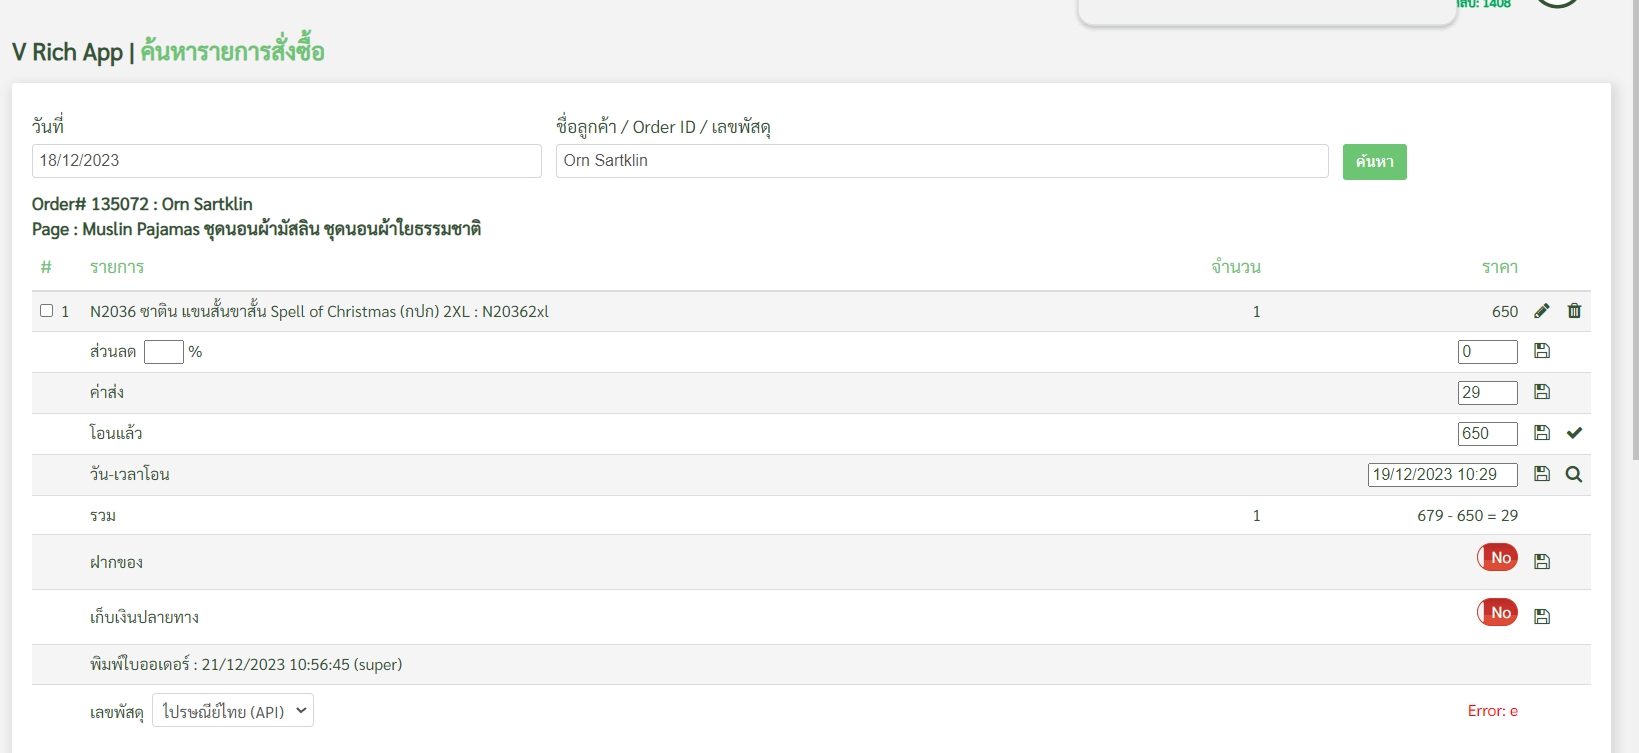 ลบ: 1408
V Rich App | ค้นหารายการสั่งซื้อ
วันที่
ชื่อลูกค้า / Order ID / เลขพัสดุ
18/12/2023
Orn Sartklin
ค้นหา
Order# 135072 : Orn Sartklin
Page : Muslin Pajamas ชุดนอนผ้ามัสลิน ชุดนอนผ้าใยธรรมชาติ
# รายการ จำนวน ราคา
1 N2036 ซาติน แขนสั้นขาสั้น Spell of Christmas (กปก) 2XL : N20362xl 1 650
ส่วนลด % 0
ค่าส่ง 29
โอนแล้ว 650
วัน-เวลาโอน 19/12/2023 10:29
รวม 1 679 - 650 = 29
ฝากของ No
เก็บเงินปลายทาง No
พิมพ์ใบออเดอร์ : 21/12/2023 10:56:45 (super)
เลขพัสดุ ไปรษณีย์ไทย (API) Error: e